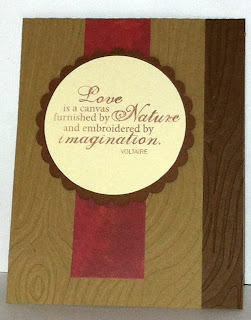 Love
is a canvas
furnished by Nature
and embroidered by
imagination.
VOLTAIRE